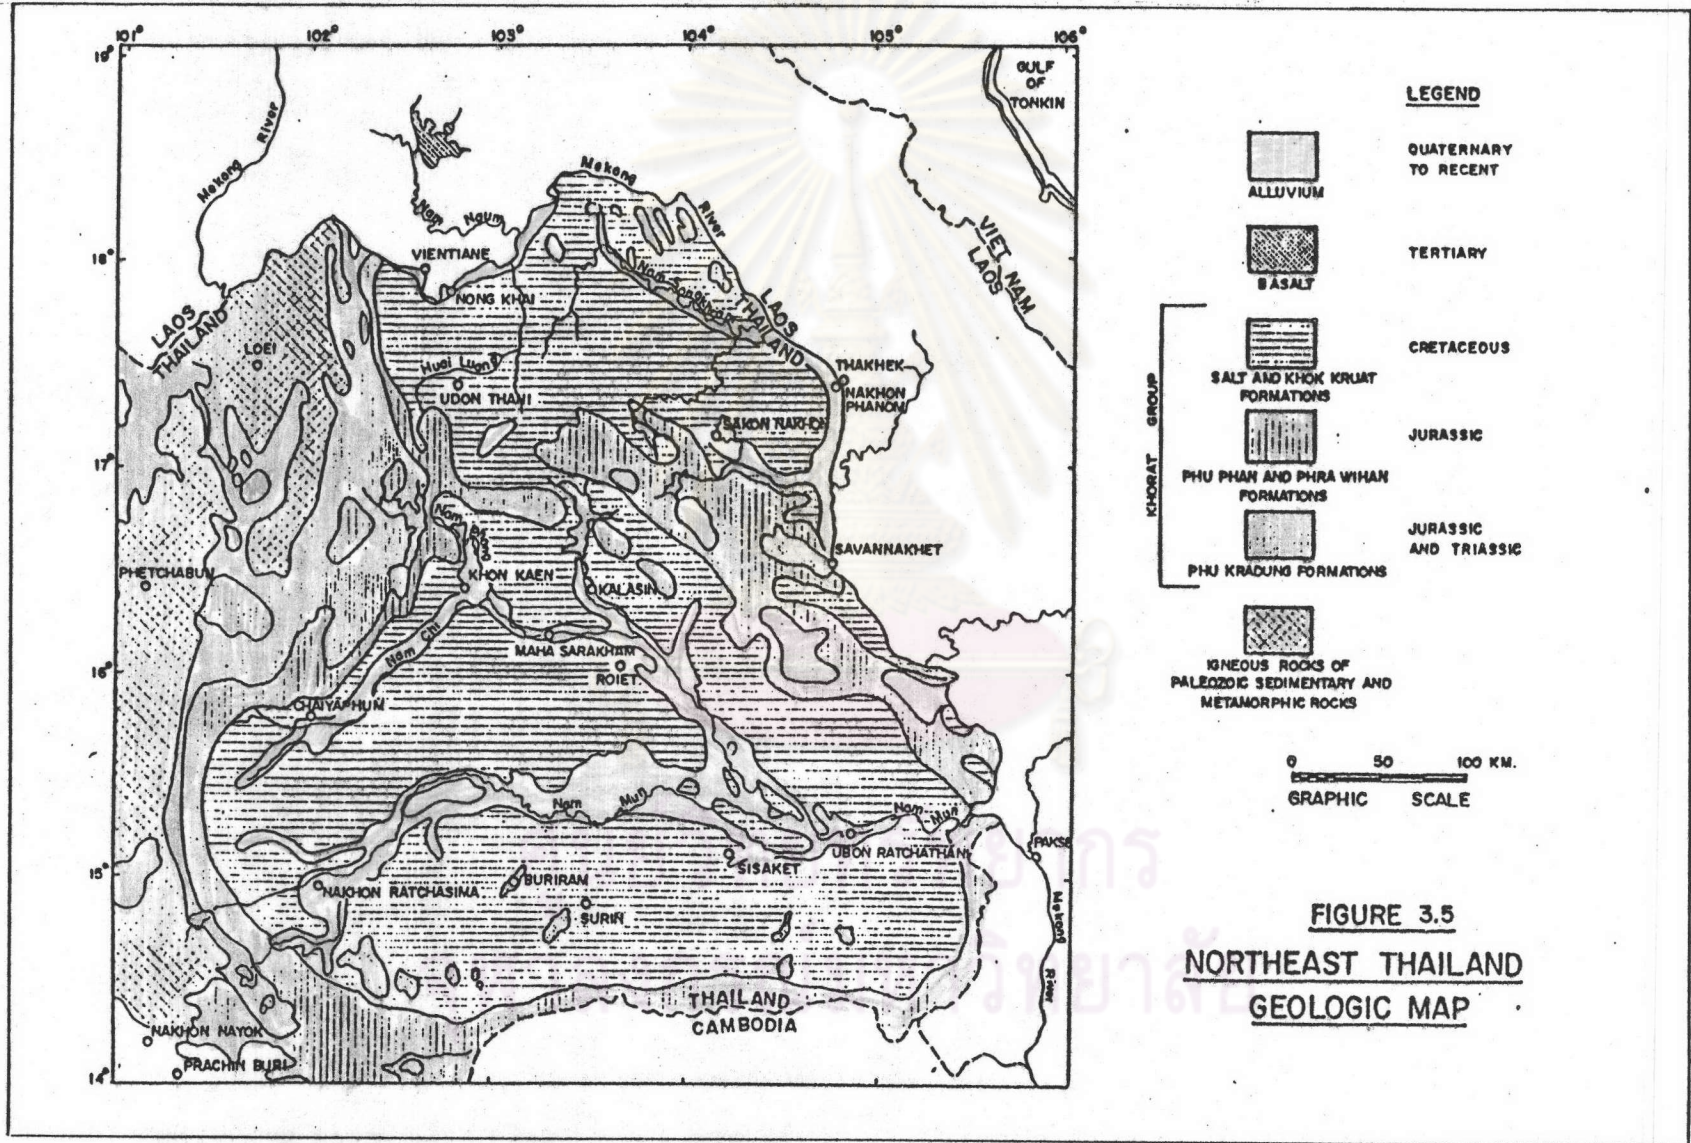 101° 102° 103° 104° 105° 106°
19°
18°
17°
16°
15°
14°
GULF
OF
TONKIN
Mekong River
Mekong River
Nam Ngum
VIET NAM
LAOS
VIENTIANE
NONG KHAI
Nam Songkhram
LAOS
THAILAND
LAOS
THAILAND
LOEI
Huai Luang
UDON THANI
THAKHEK
NAKHON
PHANOM
SAKON NAKHON
Nam Pong
SAVANNAKHET
PHETCHABUN
KHON KAEN
KALASIN
Nam Chi
MAHA SARAKHAM
ROIET
CHAIYAPHUM
Nam Mun
Nam Mun
UBON RATCHATHANI
PAKSE
SISAKET
NAKHON RATCHASIMA
BURIRAM
SURIN
Mekong River
THAILAND
CAMBODIA
NAKHON NAYOK
PRACHIN BURI
LEGEND
ALLUVIUM
QUATERNARY
TO RECENT
BASALT
TERTIARY
KHORAT GROUP
SALT AND KHOK KRUAT
FORMATIONS
CRETACEOUS
PHU PHAN AND PHRA WIHAN
FORMATIONS
JURASSIC
PHU KRADUNG FORMATIONS
JURASSIC
AND TRIASSIC
IGNEOUS ROCKS OF
PALEOZOIC SEDIMENTARY AND
METAMORPHIC ROCKS
0 50 100 KM.
GRAPHIC SCALE
FIGURE 3.5
NORTHEAST THAILAND
GEOLOGIC MAP